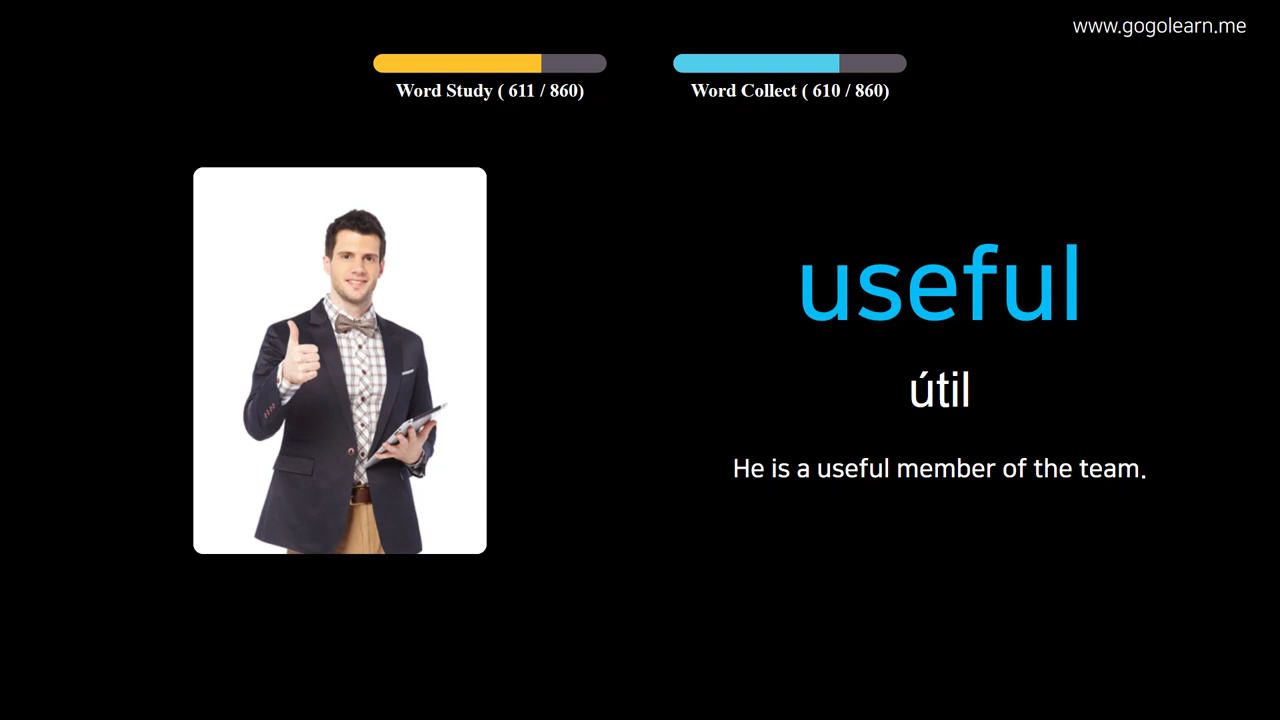 www.gogolearn.me
Word Study ( 611 / 860)
Word Collect ( 610 / 860)
useful
útil
He is a useful member of the team.